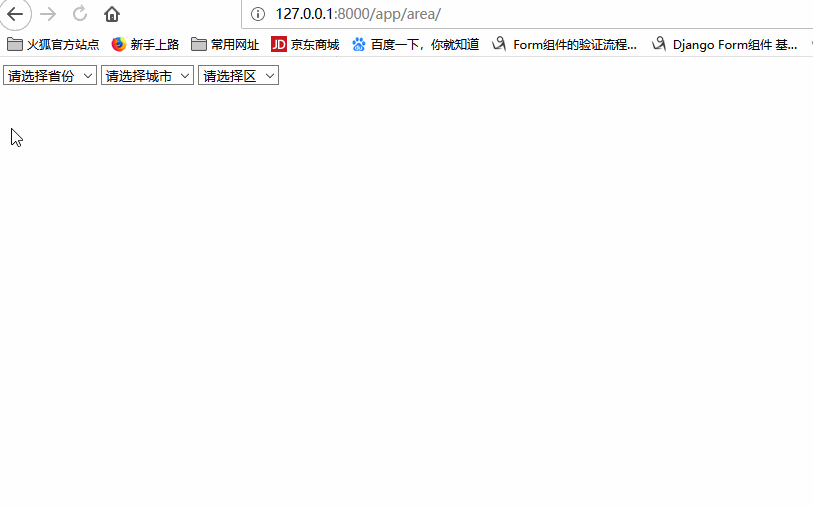 127.0.0.1:8000/app/area/
火狐官方站点 新手上路 常用网址 JD 京东商城 百度一下，你就知道 Form组件的验证流程... Django Form组件 基...
请选择省份 请选择城市 请选择区